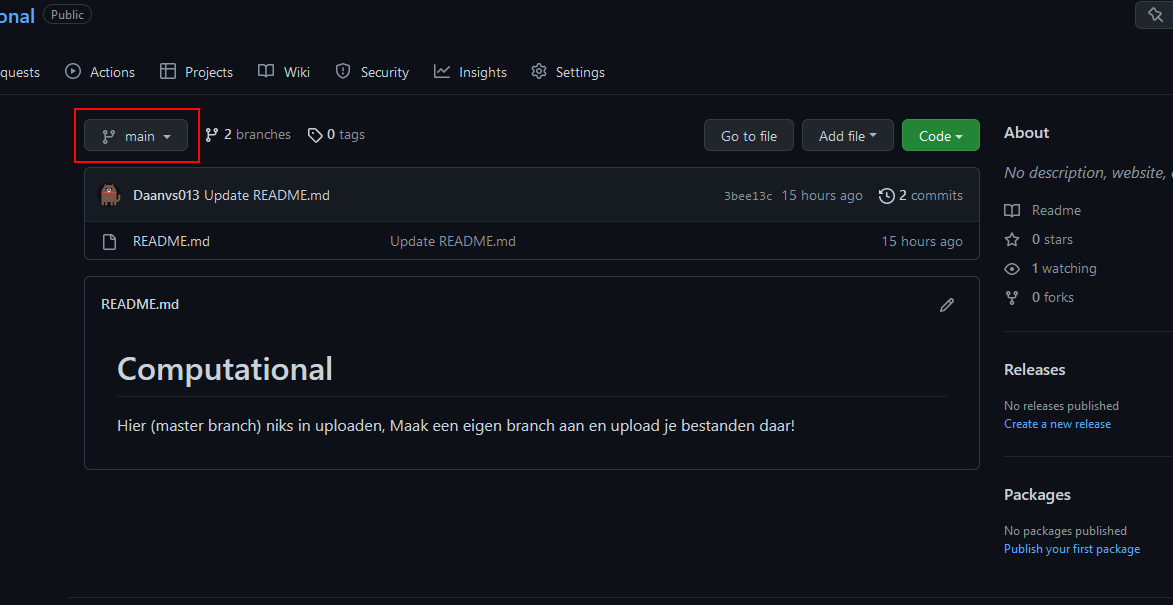 onal Public
quests Actions Projects Wiki Security Insights Settings
main 2 branches 0 tags Go to file Add file Code
Daanvs013 Update README.md 3bee13c 15 hours ago 2 commits
README.md Update README.md 15 hours ago
README.md
Computational
Hier (master branch) niks in uploaden, Maak een eigen branch aan en upload je bestanden daar!
About
No description, website,
Readme
0 stars
1 watching
0 forks
Releases
No releases published
Create a new release
Packages
No packages published
Publish your first package